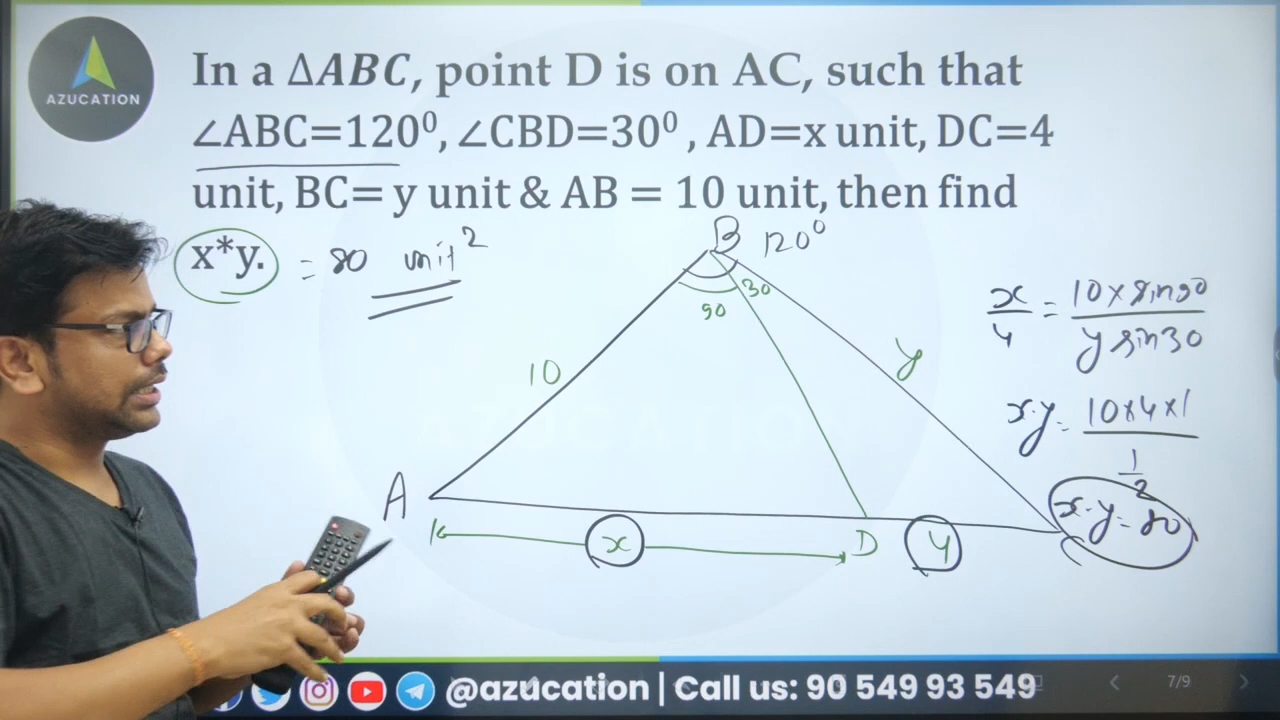 AZUCATION
In a ΔABC, point D is on AC, such that
∠ABC=120⁰, ∠CBD=30⁰ , AD=x unit, DC=4
unit, BC= y unit & AB = 10 unit, then find
x*y. = 80 unit²
B 120⁰
30
90
10
y
A
x
D
4
x/4 = 10×sin90/y sin30
x·y = 10×4×1/½
x·y = 80
@azucation | Call us: 90 549 93 549
7/9